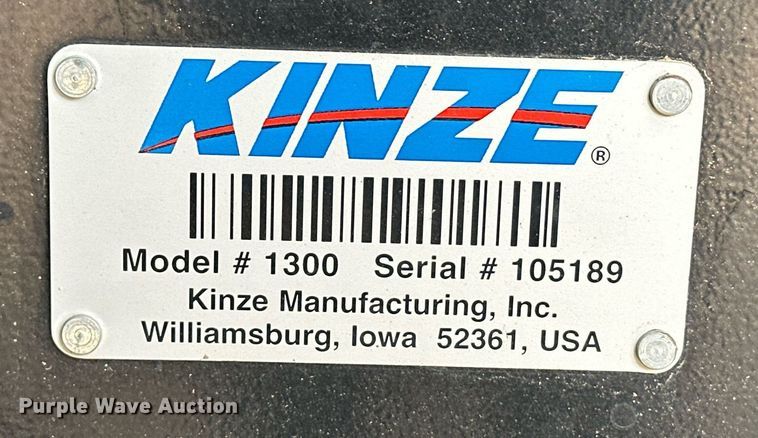 KINZE®
Model # 1300 Serial # 105189
Kinze Manufacturing, Inc.
Williamsburg, Iowa 52361, USA
Purple Wave Auction